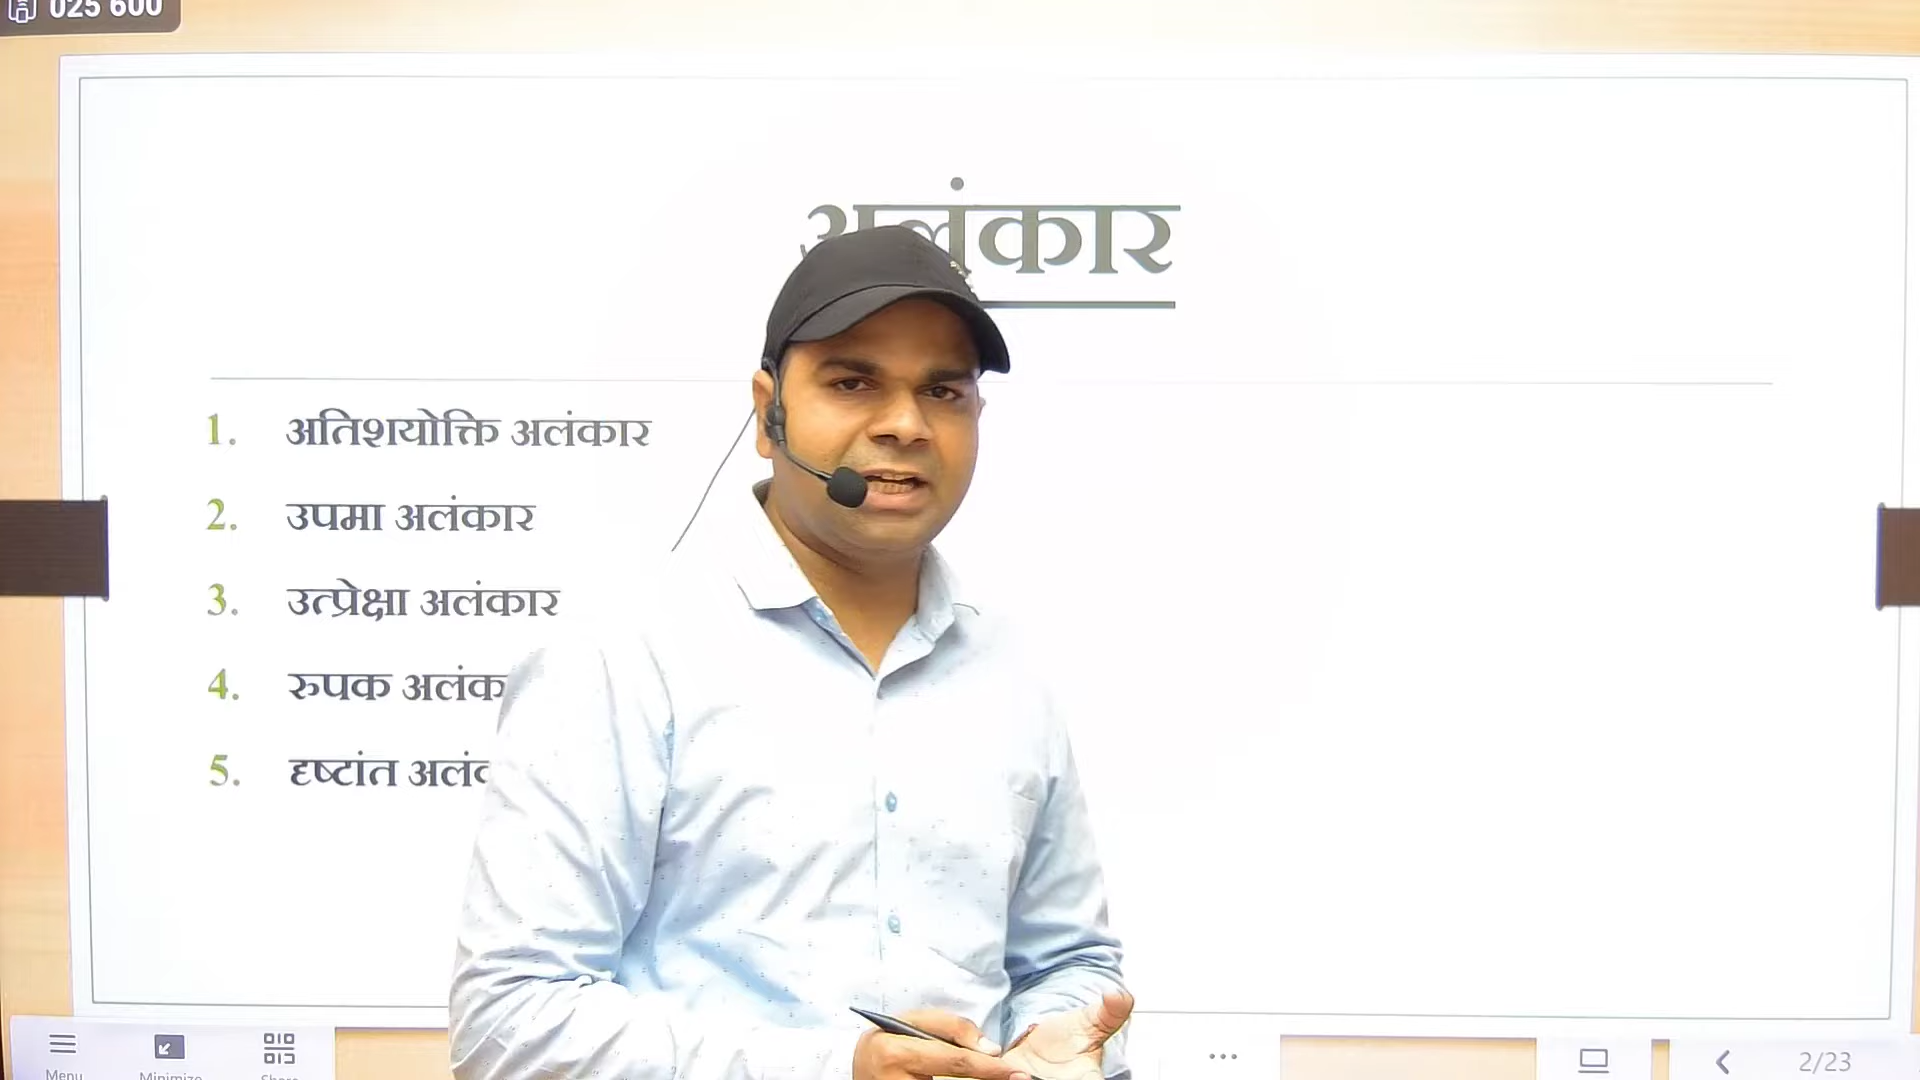 025 600
अलंकार
1. अतिशयोक्ति अलंकार
2. उपमा अलंकार
3. उत्प्रेक्षा अलंकार
4. रुपक
5. दृष्टांत
Menu Minimize Share
2/23